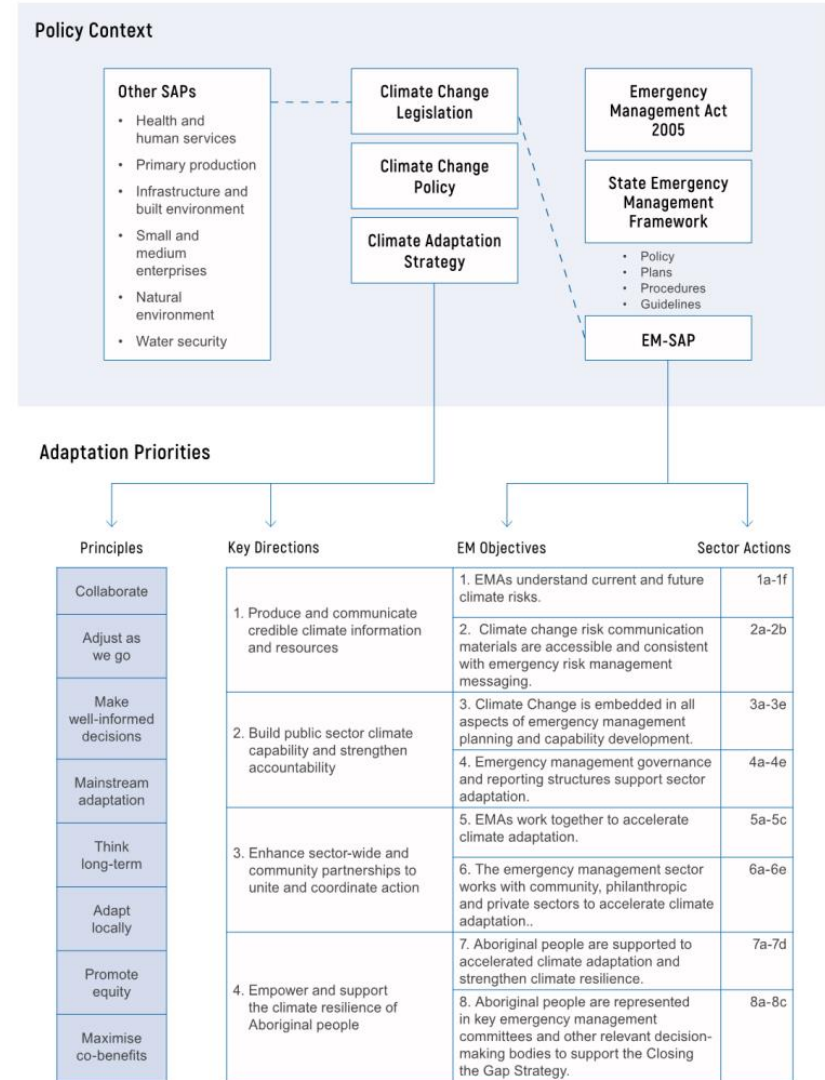 Policy Context
Other SAPs
• Health and
human services
• Primary production
• Infrastructure and
built environment
• Small and
medium
enterprises
• Natural
environment
• Water security
Climate Change
Legislation
Climate Change
Policy
Climate Adaptation
Strategy
Emergency
Management Act
2005
State Emergency
Management
Framework
• Policy
• Plans
• Procedures
• Guidelines
EM-SAP
Adaptation Priorities
Principles
Collaborate
Adjust as
we go
Make
well-informed
decisions
Mainstream
adaptation
Think
long-term
Adapt
locally
Promote
equity
Maximise
co-benefits
Key Directions
1. Produce and communicate
credible climate information
and resources
2. Build public sector climate
capability and strengthen
accountability
3. Enhance sector-wide and
community partnerships to
unite and coordinate action
4. Empower and support
the climate resilience of
Aboriginal people
EM Objectives
Sector Actions
1. EMAs understand current and future
climate risks.
1a-1f
2. Climate change risk communication
materials are accessible and consistent
with emergency risk management
messaging.
2a-2b
3. Climate Change is embedded in all
aspects of emergency management
planning and capability development.
3a-3e
4. Emergency management governance
and reporting structures support sector
adaptation.
4a-4e
5. EMAs work together to accelerate
climate adaptation.
5a-5c
6. The emergency management sector
works with community, philanthropic
and private sectors to accelerate climate
adaptation..
6a-6e
7. Aboriginal people are supported to
accelerated climate adaptation and
strengthen climate resilience.
7a-7d
8. Aboriginal people are represented
in key emergency management
committees and other relevant decision-
making bodies to support the Closing
the Gap Strategy.
8a-8c